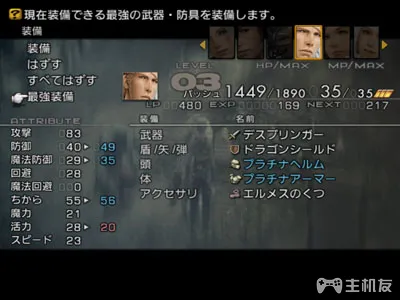 現在装備できる最強の武器・防具を装備します。
装備
装備
はずす
すべてはずす
最強装備
LEVEL 03
HP/MAX MP/MAX
バッシュ 1449/1890 35/35
LP 480 EXP 169 NEXT 217
ATTRIBUTE
攻撃 83
防御 40 49
魔法防御 29 35
回避 28
魔法回避 0
ちから 55 56
魔力 21
活力 28 20
スピード 23
装備 名前
武器 デスブリンガー
盾/矢/弾 ドラゴンシールド
頭 プラチナヘルム
体 プラチナアーマー
アクセサリ エルメスのくつ
主机友